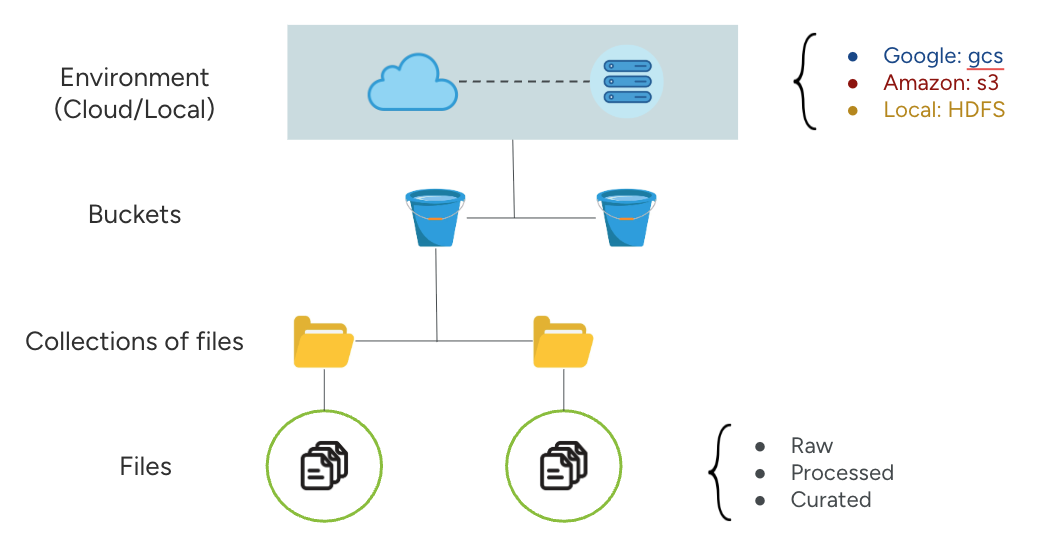 Environment
(Cloud/Local)
● Google: gcs
● Amazon: s3
● Local: HDFS
Buckets
Collections of files
Files
● Raw
● Processed
● Curated